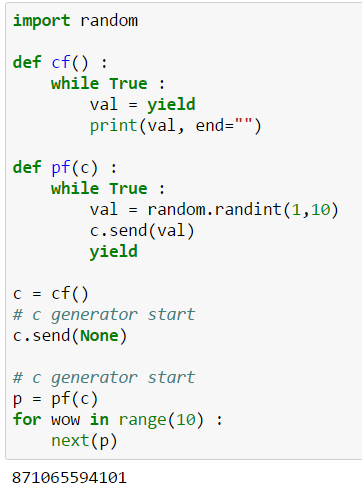 import random

def cf() :
    while True :
        val = yield
        print(val, end="")

def pf(c) :
    while True :
        val = random.randint(1,10)
        c.send(val)
        yield

c = cf()
# c generator start
c.send(None)

# c generator start
p = pf(c)
for wow in range(10) :
    next(p)

871065594101